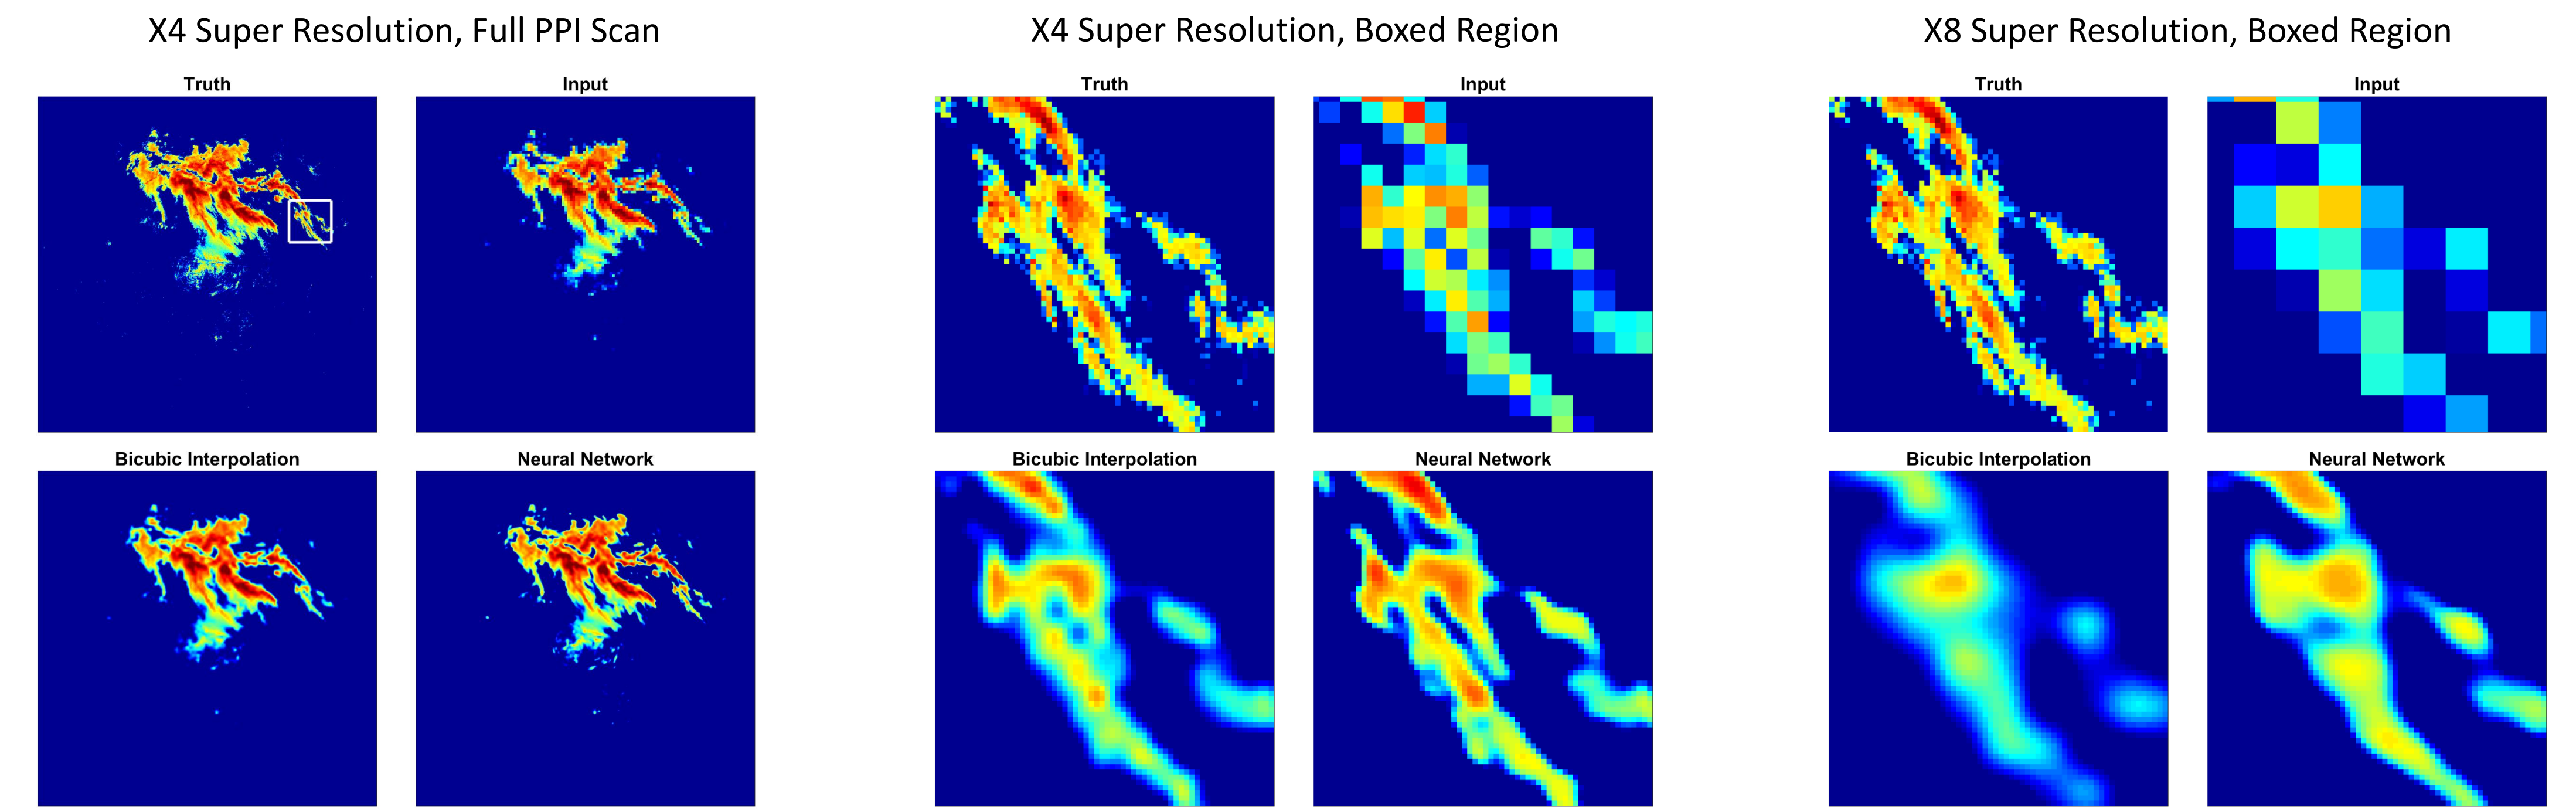 X4 Super Resolution, Full PPI Scan
Truth
Input
Bicubic Interpolation
Neural Network
X4 Super Resolution, Boxed Region
Truth
Input
Bicubic Interpolation
Neural Network
X8 Super Resolution, Boxed Region
Truth
Input
Bicubic Interpolation
Neural Network